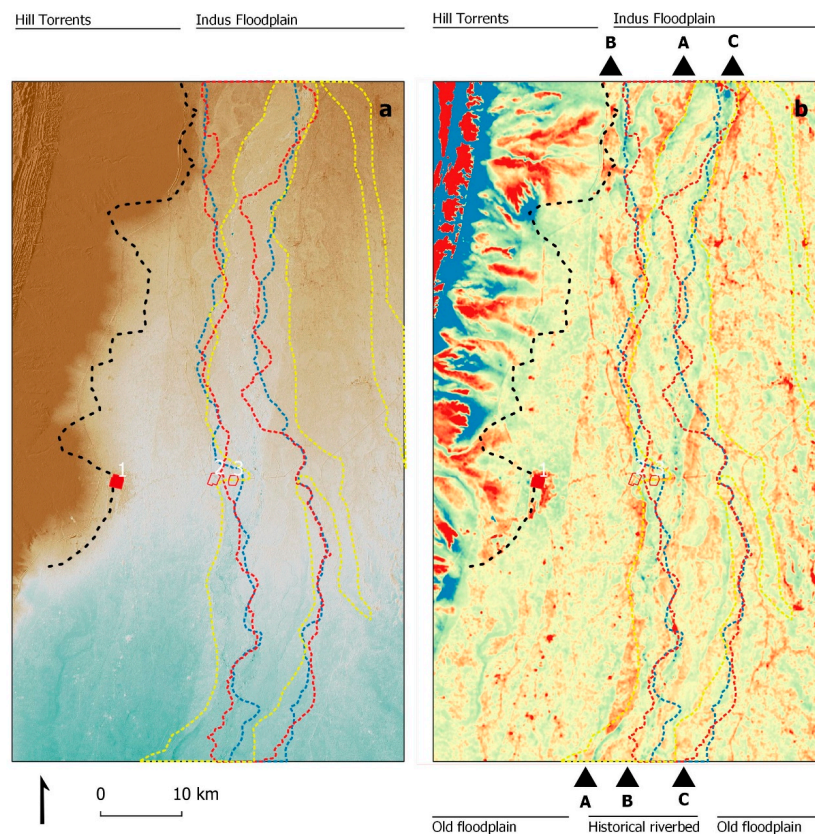 Hill Torrents Indus Floodplain Hill Torrents Indus Floodplain
B A C
a b
1 2 3 1 2
0 10 km
A B C
Old floodplain Historical riverbed Old floodplain